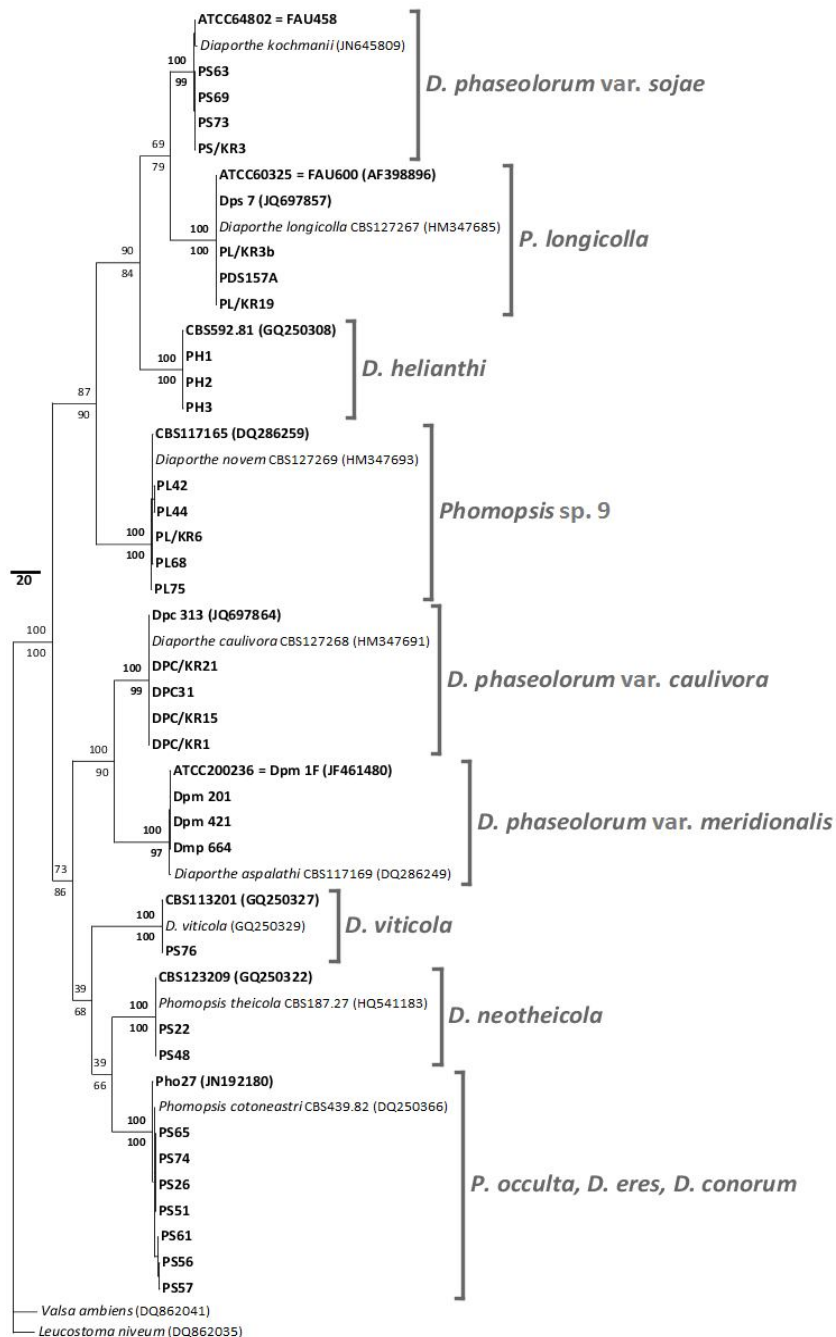 ATCC64802 = FAU458
Diaporthe kochmanii (JN645809)
100
PS63
99
PS69
D. phaseolorum var. sojae
PS73
PS/KR3
69
79
ATCC60325 = FAU600 (AF398896)
Dps 7 (JQ697857)
100
Diaporthe longicolla CBS127267 (HM347685)
P. longicolla
100
PL/KR3b
PDS157A
PL/KR19
90
84
CBS592.81 (GQ250308)
100
PH1
D. helianthi
100
PH2
PH3
87
90
CBS117165 (DQ286259)
Diaporthe novem CBS127269 (HM347693)
PL42
PL44
Phomopsis sp. 9
100
PL/KR6
100
PL68
PL75
20
Dpc 313 (JQ697864)
100
100
Diaporthe caulivora CBS127268 (HM347691)
100
DPC/KR21
99
DPC31
D. phaseolorum var. caulivora
DPC/KR15
DPC/KR1
100
90
ATCC200236 = Dpm 1F (JF461480)
Dpm 201
Dpm 421
D. phaseolorum var. meridionalis
100
Dmp 664
97
Diaporthe aspalathi CBS117169 (DQ286249)
73
86
CBS113201 (GQ250327)
100
D. viticola (GQ250329)
D. viticola
100
PS76
CBS123209 (GQ250322)
39
68
100
Phomopsis theicola CBS187.27 (HQ541183)
D. neotheicola
100
PS22
PS48
39
66
Pho27 (JN192180)
Phomopsis cotoneastri CBS439.82 (DQ250366)
100
PS65
100
PS74
PS26
P. occulta, D. eres, D. conorum
PS51
PS61
PS56
PS57
Valsa ambiens (DQ862041)
Leucostoma niveum (DQ862035)